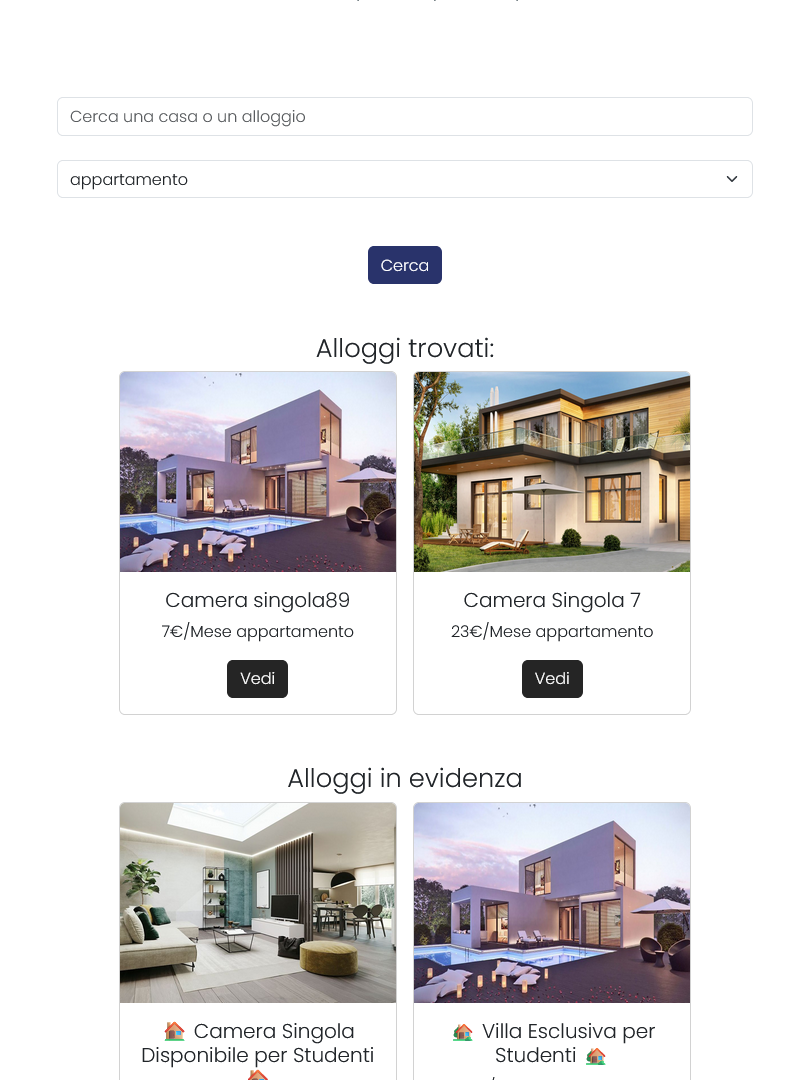 Cerca una casa o un alloggio
appartamento
Cerca
Alloggi trovati:
Camera singola89
7€/Mese appartamento
Vedi
Camera Singola 7
23€/Mese appartamento
Vedi
Alloggi in evidenza
🏠 Camera Singola
Disponibile per Studenti
🏠
🏡 Villa Esclusiva per
Studenti 🏡